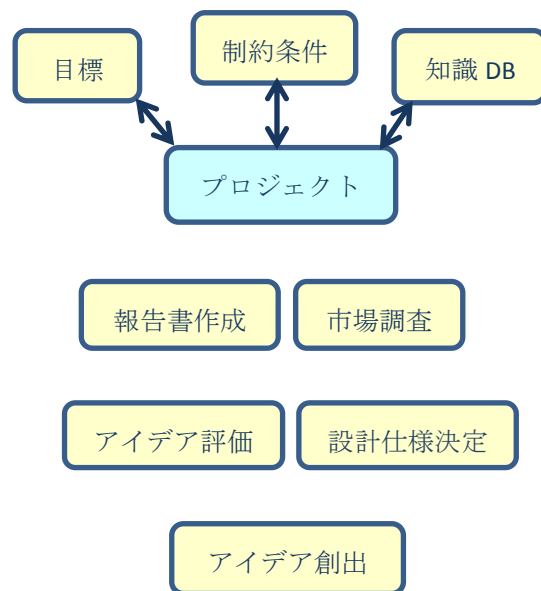 目標
制約条件
知識 DB
プロジェクト
報告書作成
市場調査
アイデア評価
設計仕様決定
アイデア創出